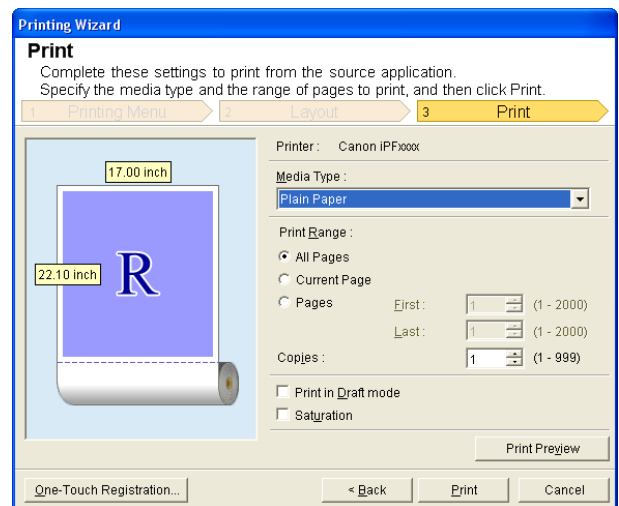 Printing Wizard
Print
Complete these settings to print from the source application.
Specify the media type and the range of pages to print, and then click Print.
1 Printing Menu 2 Layout 3 Print
Printer : Canon iPFxxxx
17.00 inch
Media Type :
Plain Paper
Print Range :
All Pages
R
22.10 inch
Current Page
Pages First : 1 (1 - 2000)
Last : 1 (1 - 2000)
Copies : 1 (1 - 999)
Print in Draft mode
Saturation
Print Preview
One-Touch Registration... < Back Print Cancel